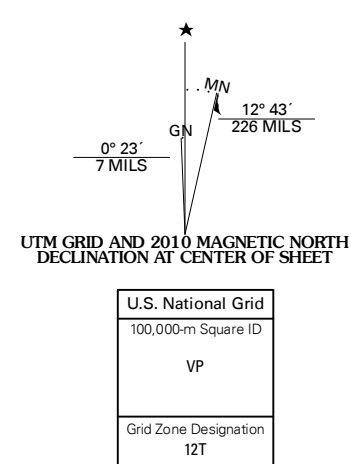 MN
12° 43´
226 MILS
GN
0° 23´
7 MILS
UTM GRID AND 2010 MAGNETIC NORTH
DECLINATION AT CENTER OF SHEET
U.S. National Grid
100,000-m Square ID
VP
Grid Zone Designation
12T